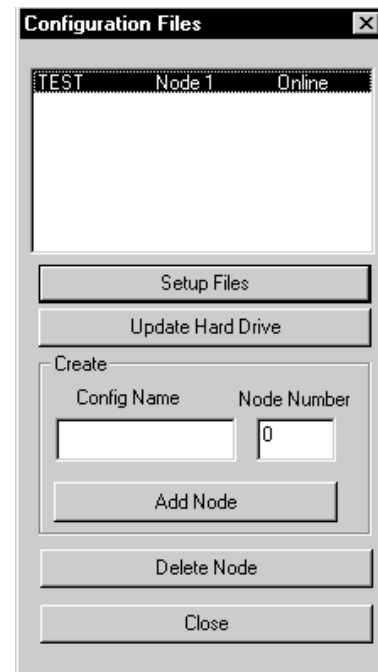 Configuration Files
TEST Node 1 Online
Setup Files
Update Hard Drive
Create
Config Name Node Number
0
Add Node
Delete Node
Close